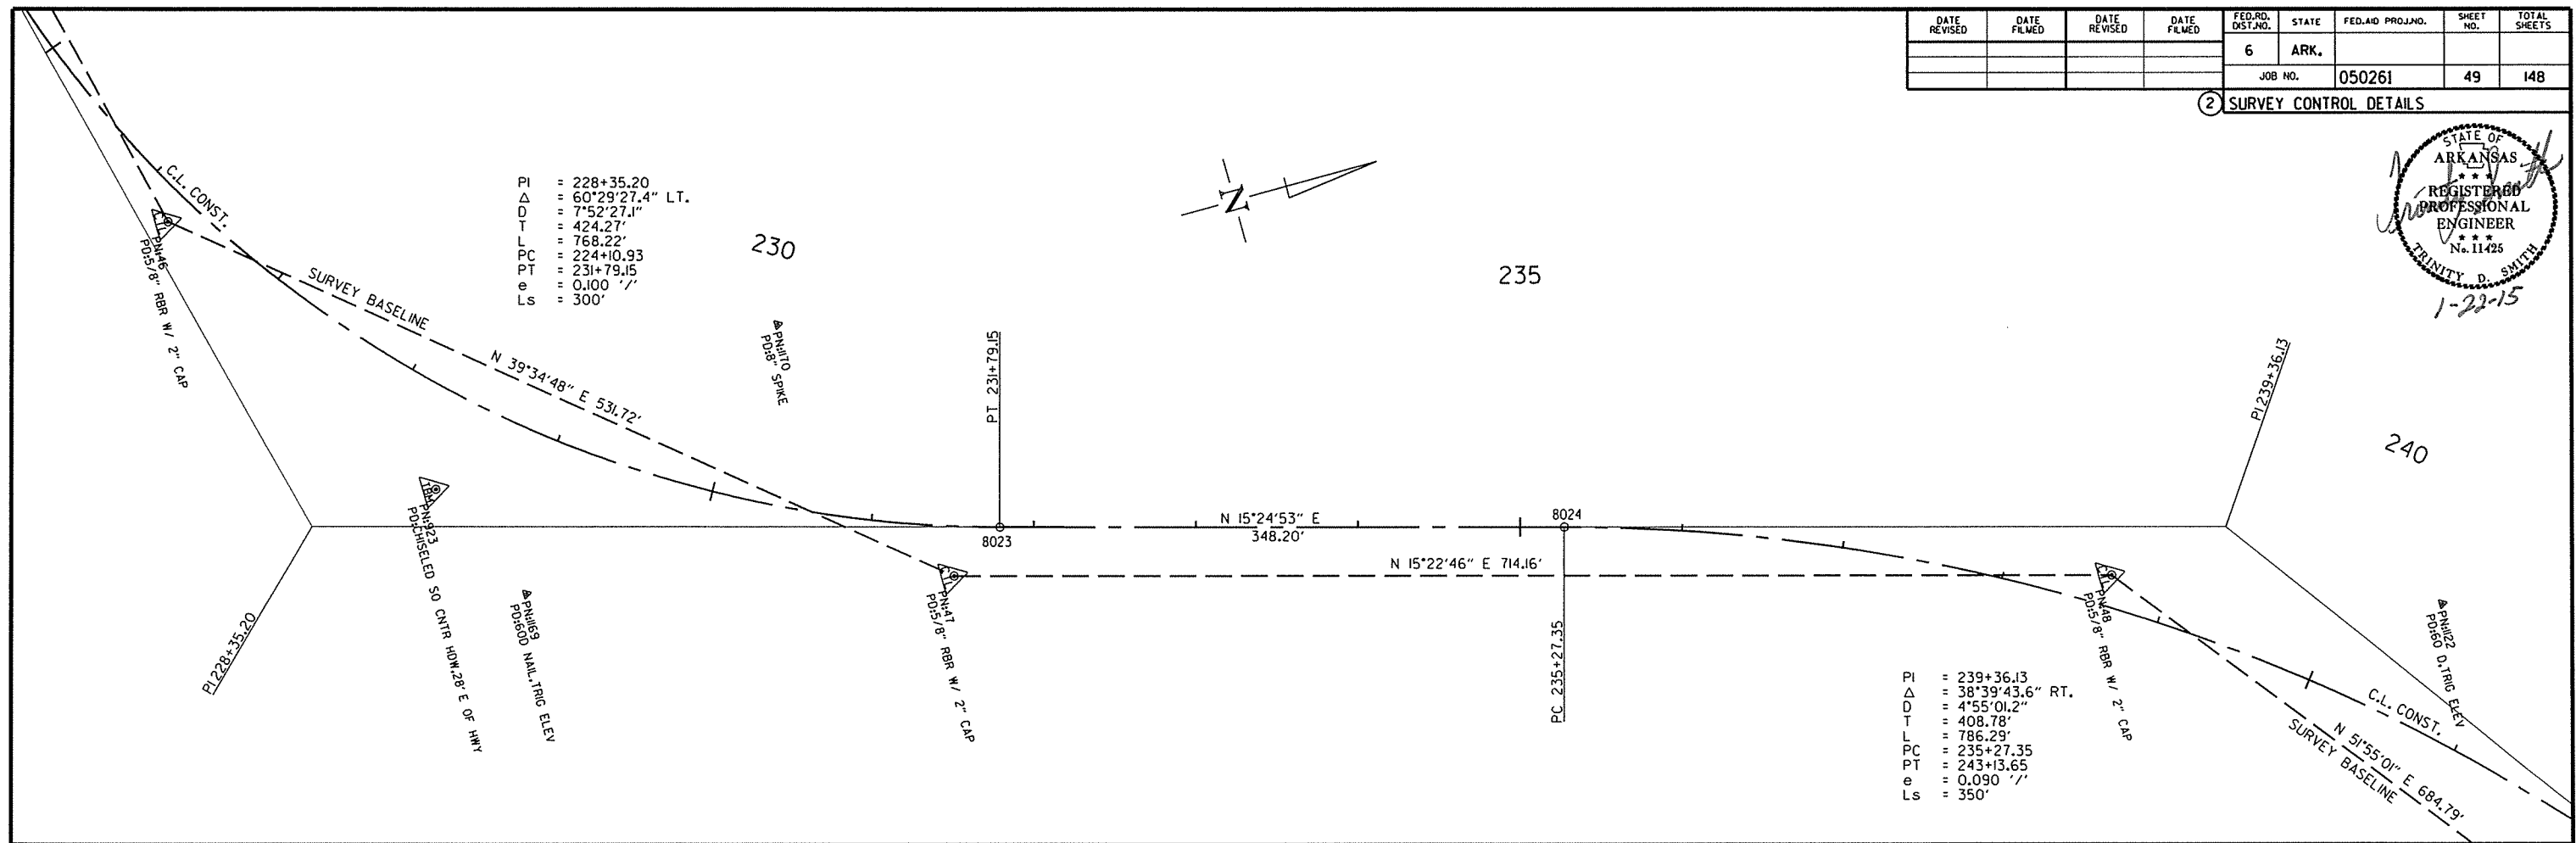 DATE REVISED
DATE FILMED
DATE REVISED
DATE FILMED
FED.RD. DIST.NO.
STATE
FED.AID PROJ.NO.
SHEET NO.
TOTAL SHEETS
6
ARK.
JOB NO.
050261
49
148
2 SURVEY CONTROL DETAILS
STATE OF
ARKANSAS
★ ★ ★
REGISTERED
PROFESSIONAL
ENGINEER
★ ★ ★
No. 11425
TRINITY D. SMITH
Trinity Smith
1-22-15
C.L. CONST.
CTL
PN:46
PD:5/8" RBR W/ 2" CAP
SURVEY BASELINE
N 39°34'48" E 531.72'
PI = 228+35.20
Δ = 60°29'27.4" LT.
D = 7°52'27.1"
T = 424.27'
L = 768.22'
PC = 224+10.93
PT = 231+79.15
e = 0.100 '/'
Ls = 300'
230
N
235
PN:1170
PD:8" SPIKE
PT 231+79.15
PI 239+36.13
240
TBM
PN:923
PD:CHISELED SQ CNTR HDW.28' E OF HWY
PN:1169
PD:60D NAIL,TRIG ELEV
PI 228+35.20
8023
N 15°24'53" E
348.20'
8024
CTL
PN:47
PD:5/8" RBR W/ 2" CAP
N 15°22'46" E 714.16'
PC 235+27.35
CTL
PN:48
PD:5/8" RBR W/ 2" CAP
PI = 239+36.13
Δ = 38°39'43.6" RT.
D = 4°55'01.2"
T = 408.78'
L = 786.29'
PC = 235+27.35
PT = 243+13.65
e = 0.090 '/'
Ls = 350'
PN:1122
PD:60 D,TRIG ELEV
C.L. CONST.
N 51°55'01" E 684.79'
SURVEY BASELINE